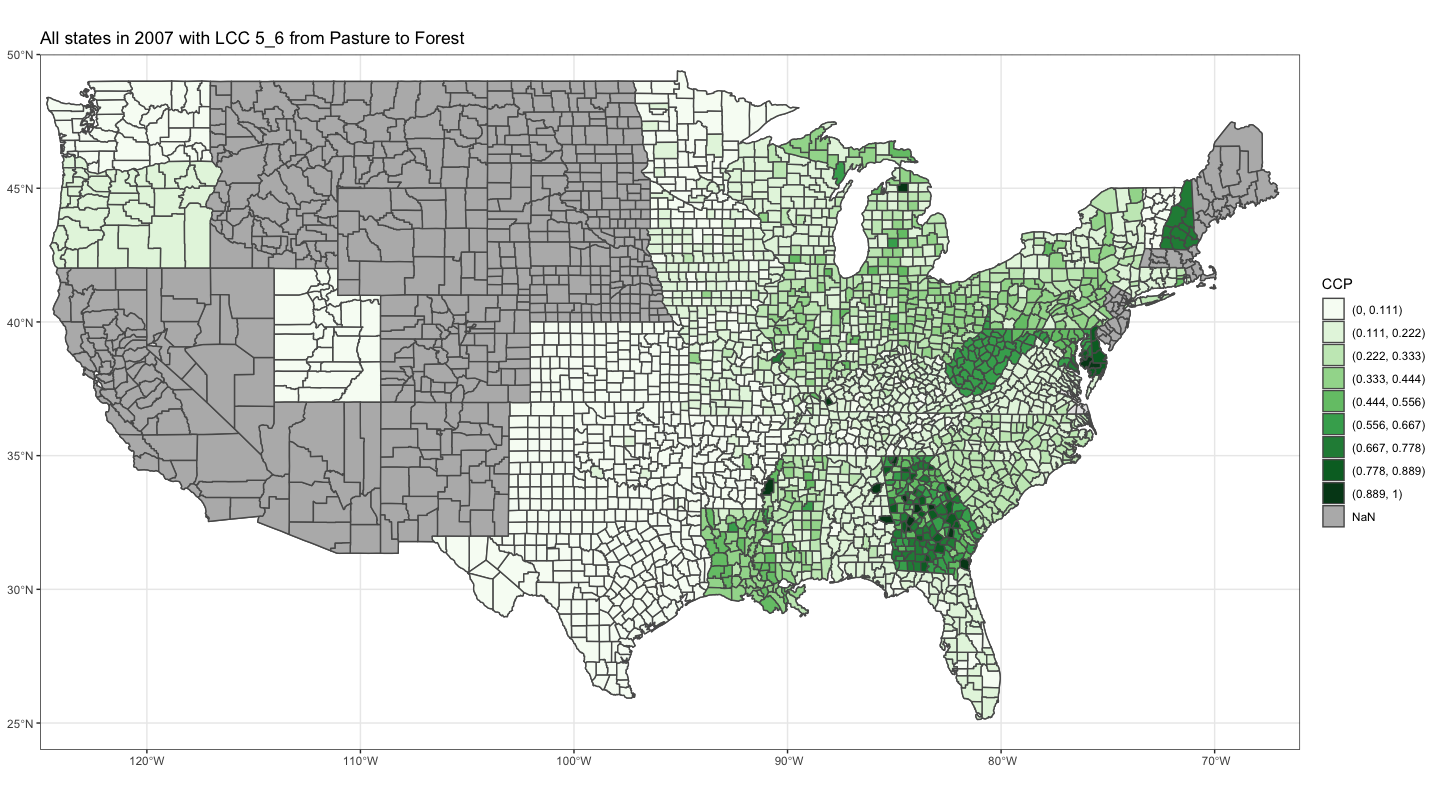 All states in 2007 with LCC 5_6 from Pasture to Forest
50°N
45°N
40°N
35°N
30°N
25°N
120°W
110°W
100°W
90°W
80°W
70°W
CCP
(0, 0.111)
(0.111, 0.222)
(0.222, 0.333)
(0.333, 0.444)
(0.444, 0.556)
(0.556, 0.667)
(0.667, 0.778)
(0.778, 0.889)
(0.889, 1)
NaN